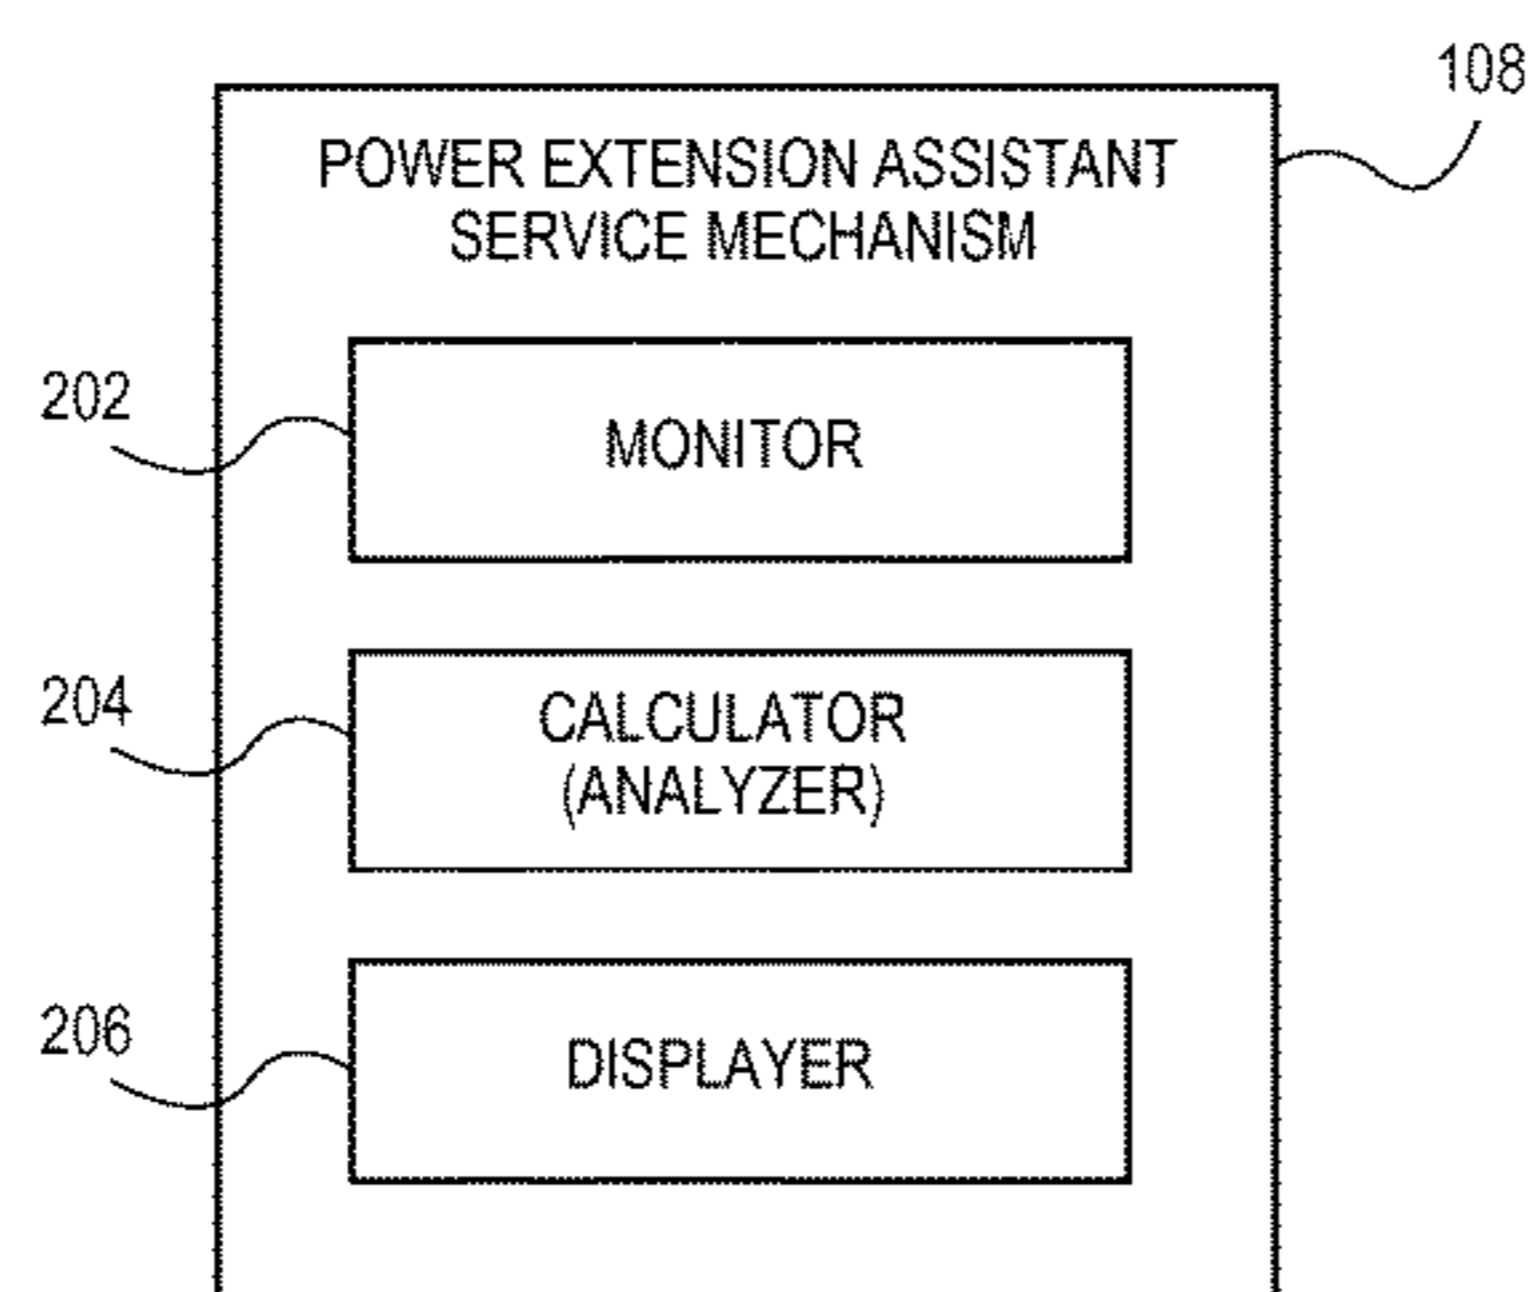 108
POWER EXTENSION ASSISTANT
SERVICE MECHANISM
202
MONITOR
204
CALCULATOR
(ANALYZER)
206
DISPLAYER